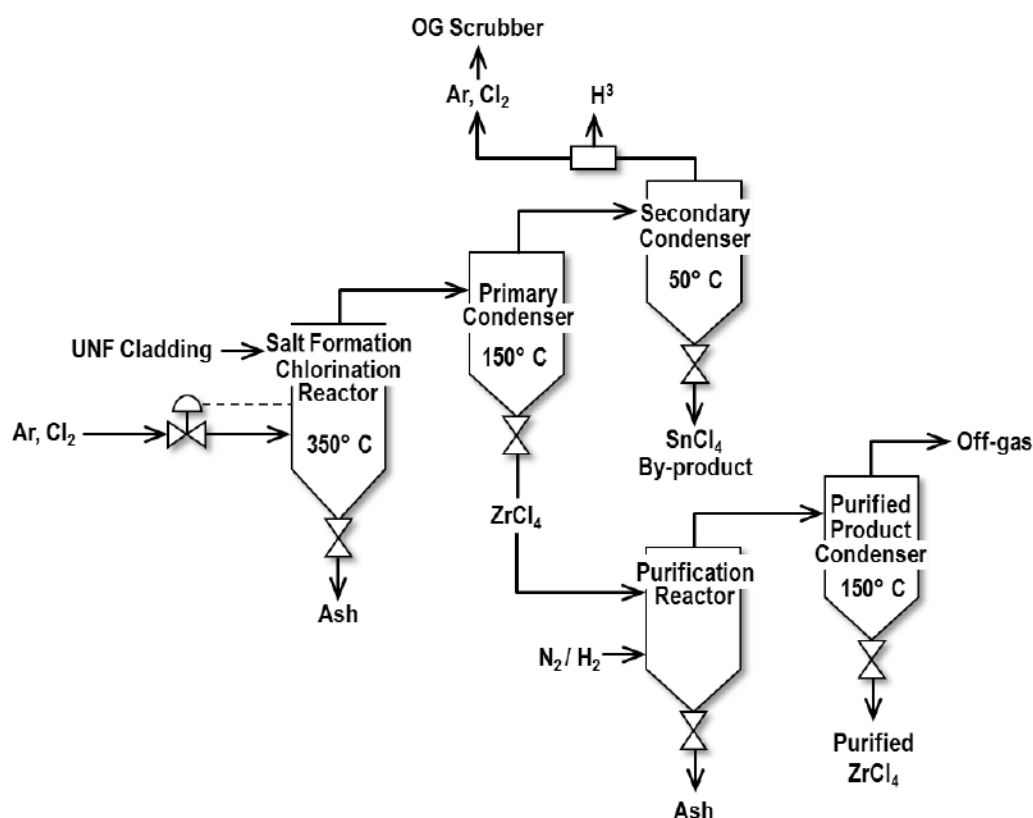 OG Scrubber
Ar, Cl₂
H³
Secondary
Condenser
50° C
Primary
Condenser
150° C
UNF Cladding
Salt Formation
Chlorination
Reactor
350° C
Ar, Cl₂
SnCl₄
By-product
Off-gas
Purified
Product
Condenser
150° C
ZrCl₄
Purification
Reactor
Ash
N₂ / H₂
Purified
ZrCl₄
Ash